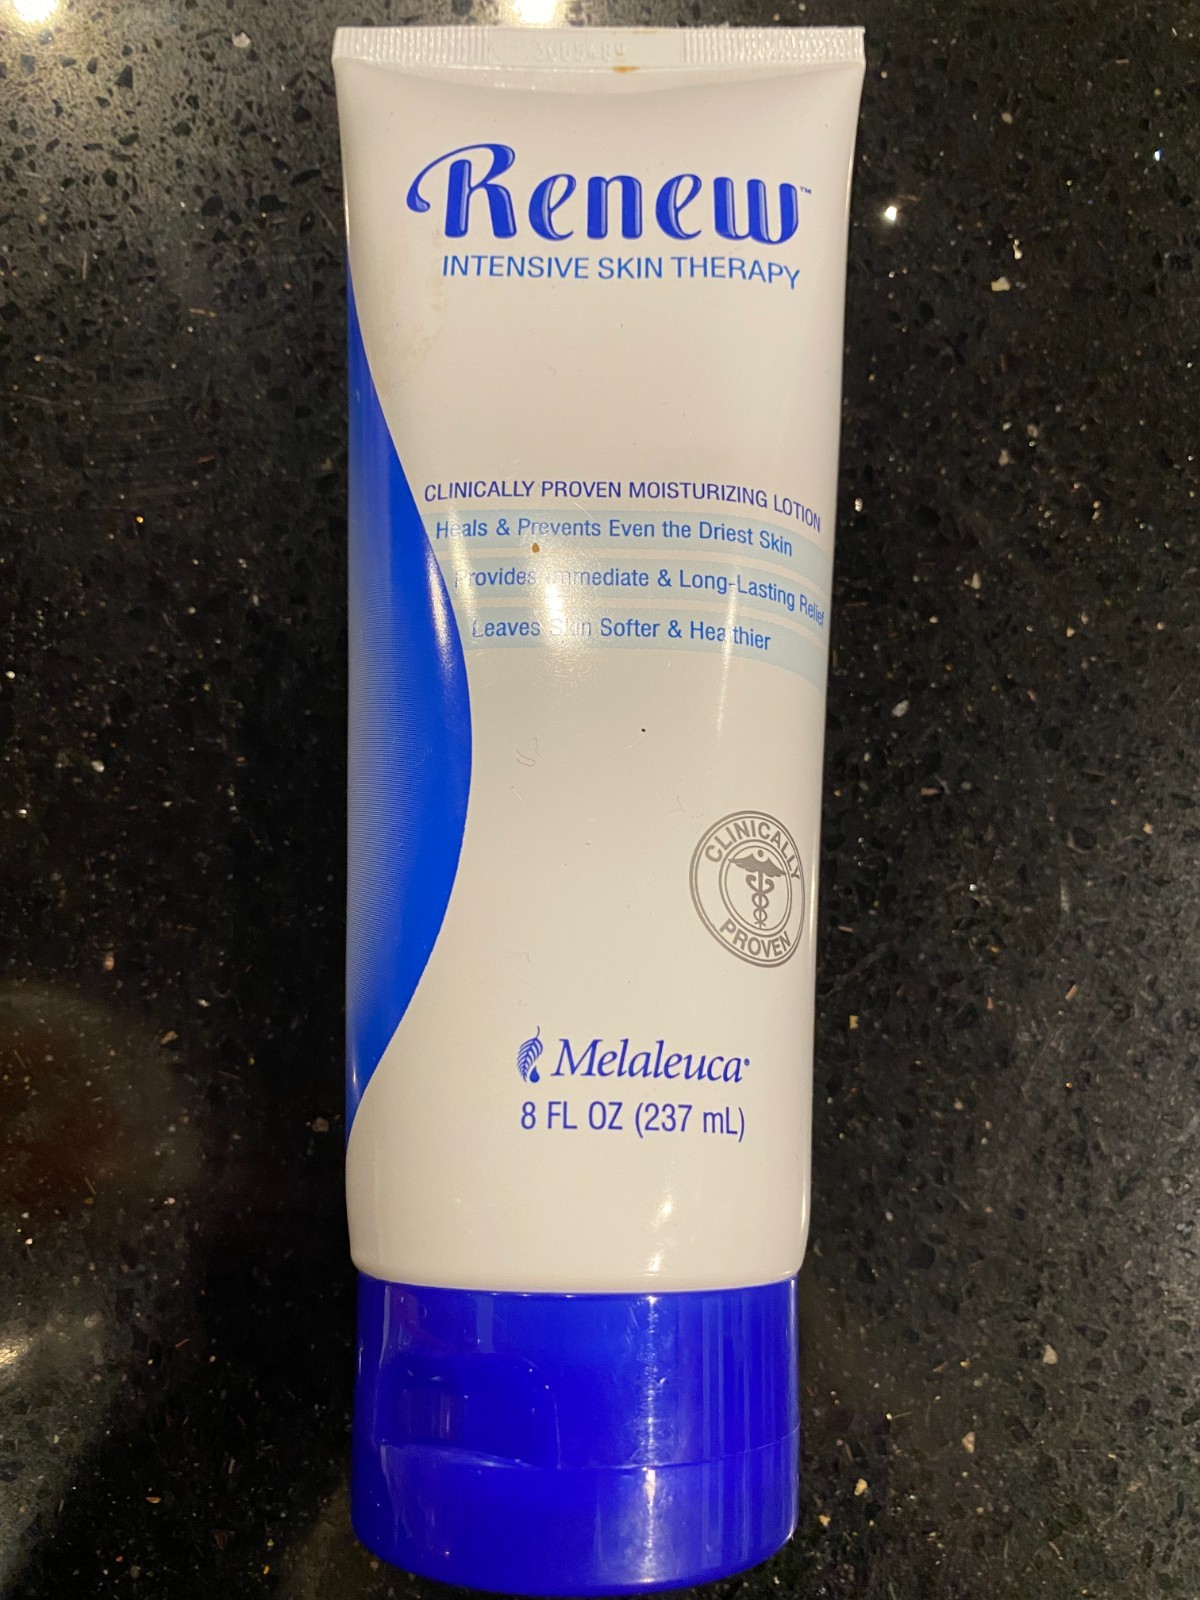 Renew™
INTENSIVE SKIN THERAPY
CLINICALLY PROVEN MOISTURIZING LOTION
Heals & Prevents Even the Driest Skin
Provides Immediate & Long-Lasting Relief
Leaves Skin Softer & Healthier
CLINICALLY
PROVEN
Melaleuca®
8 FL OZ (237 mL)